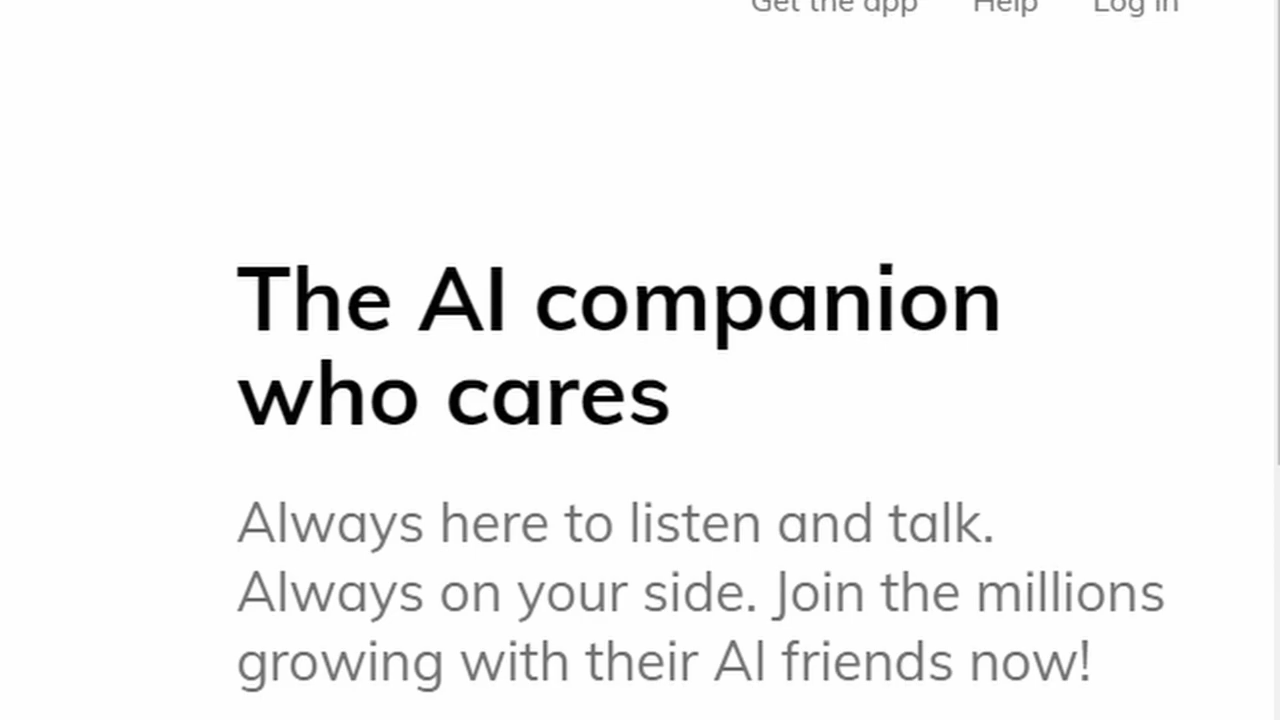 Get the app Help Log in
The AI companion
who cares
Always here to listen and talk.
Always on your side. Join the millions
growing with their AI friends now!